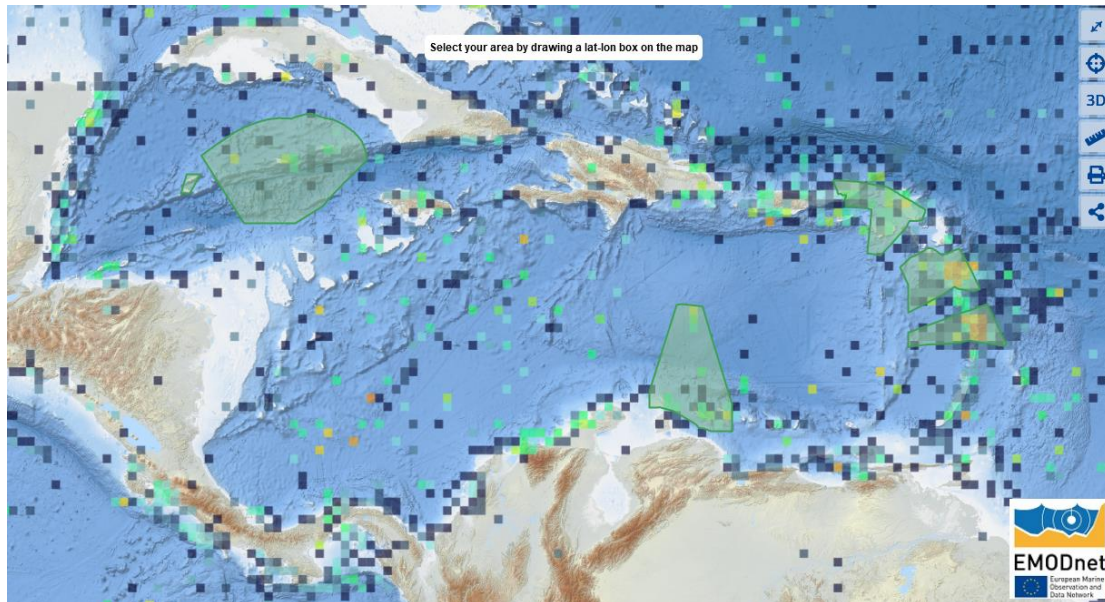 Select your area by drawing a lat-lon box on the map
3D
EMODnet
European Marine
Observation and
Data Network